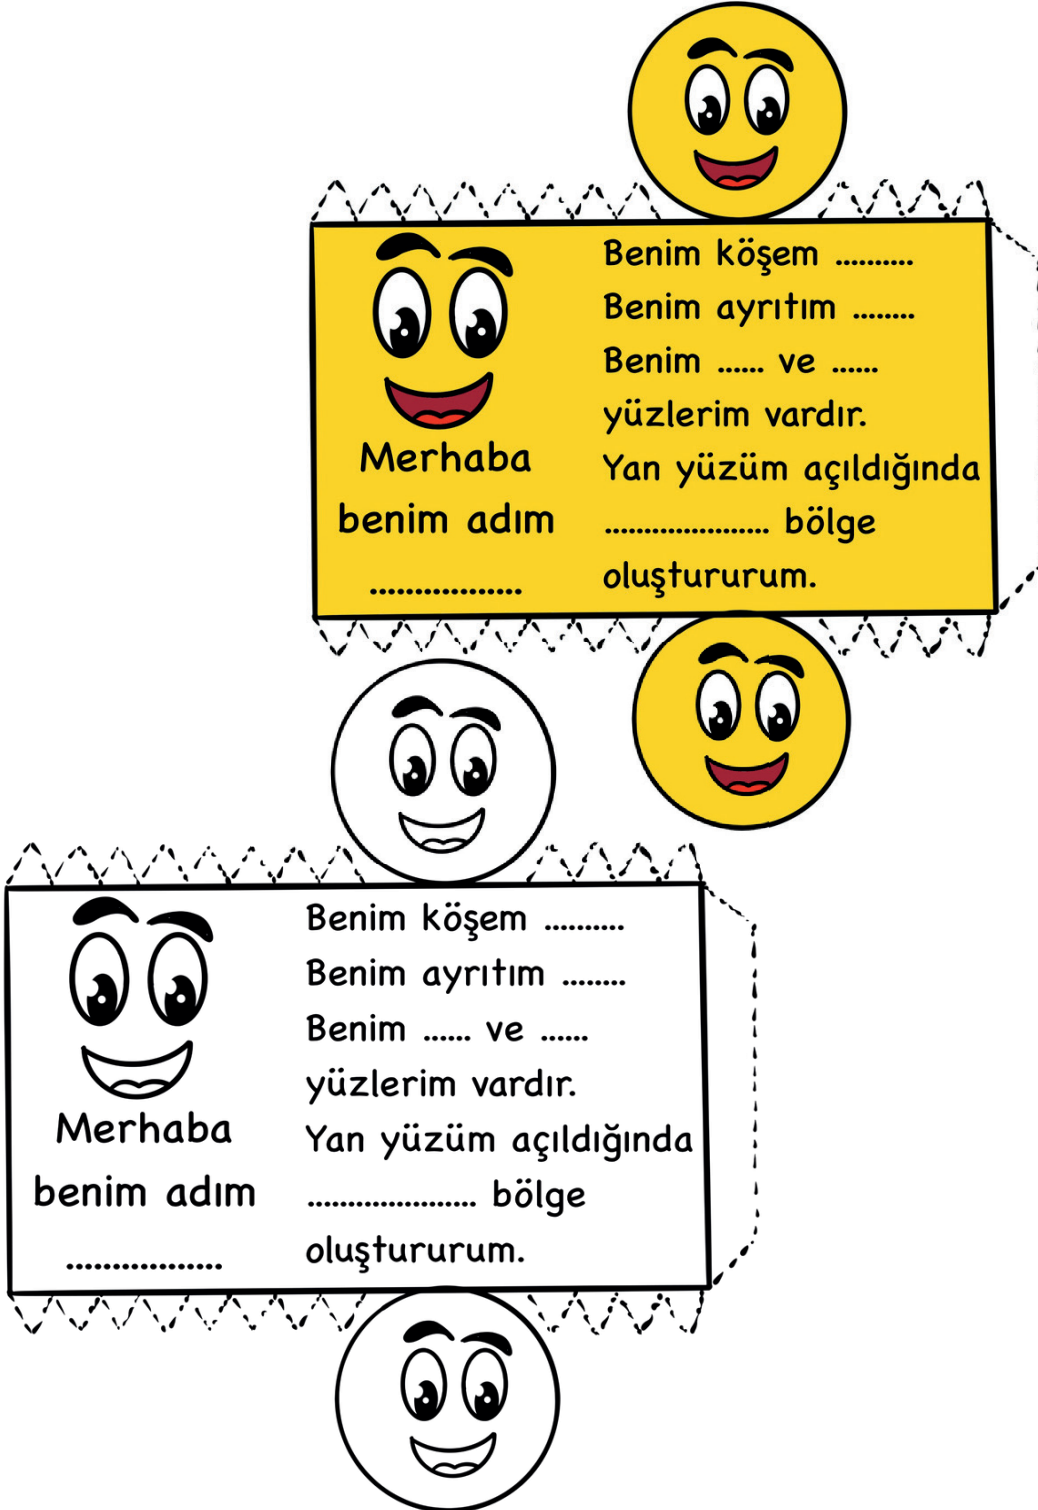 Benim köşem ..........
Benim ayrıtım ........
Benim ...... ve ......
yüzlerim vardır.
Yan yüzüm açıldığında
..................... bölge
oluştururum.
Merhaba
benim adım
.................
Benim köşem ..........
Benim ayrıtım ........
Benim ...... ve ......
yüzlerim vardır.
Yan yüzüm açıldığında
..................... bölge
oluştururum.
Merhaba
benim adım
.................